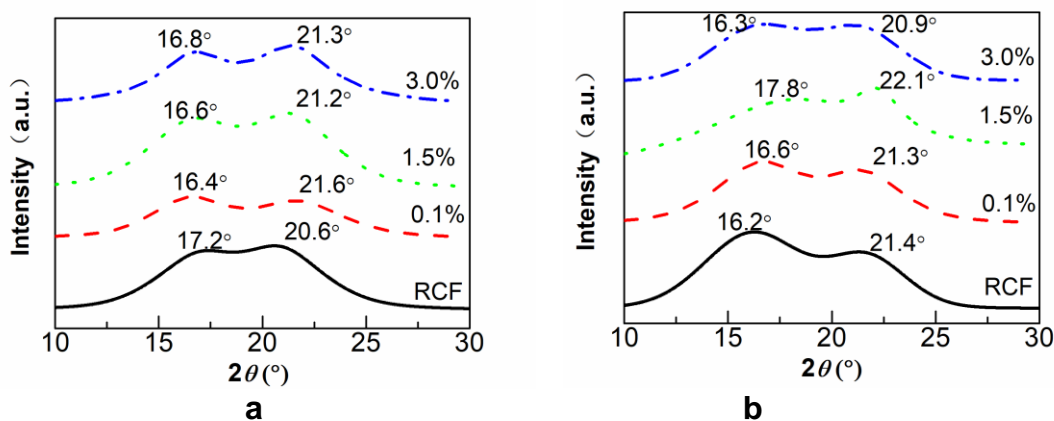 16.8° 21.3°
3.0%
16.6° 21.2°
1.5%
16.4° 21.6°
0.1%
17.2° 20.6°
RCF
Intensity (a.u.)
10 15 20 25 30
2θ(°)
a
16.3° 20.9°
3.0%
17.8° 22.1°
1.5%
16.6° 21.3°
0.1%
16.2° 21.4°
RCF
Intensity (a.u.)
10 15 20 25 30
2θ(°)
b